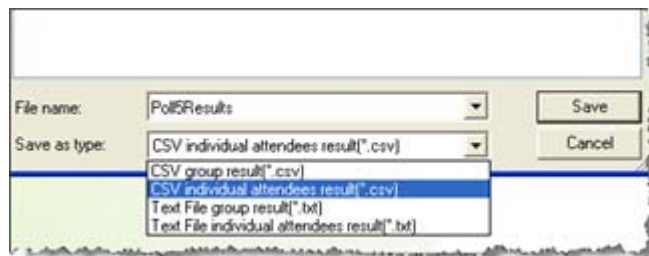 File name: Poll5Results Save
Save as type: CSV individual attendees result(*.csv) Cancel
CSV group result(*.csv)
CSV individual attendees result(*.csv)
Text File group result(*.txt)
Text File individual attendees result(*.txt)